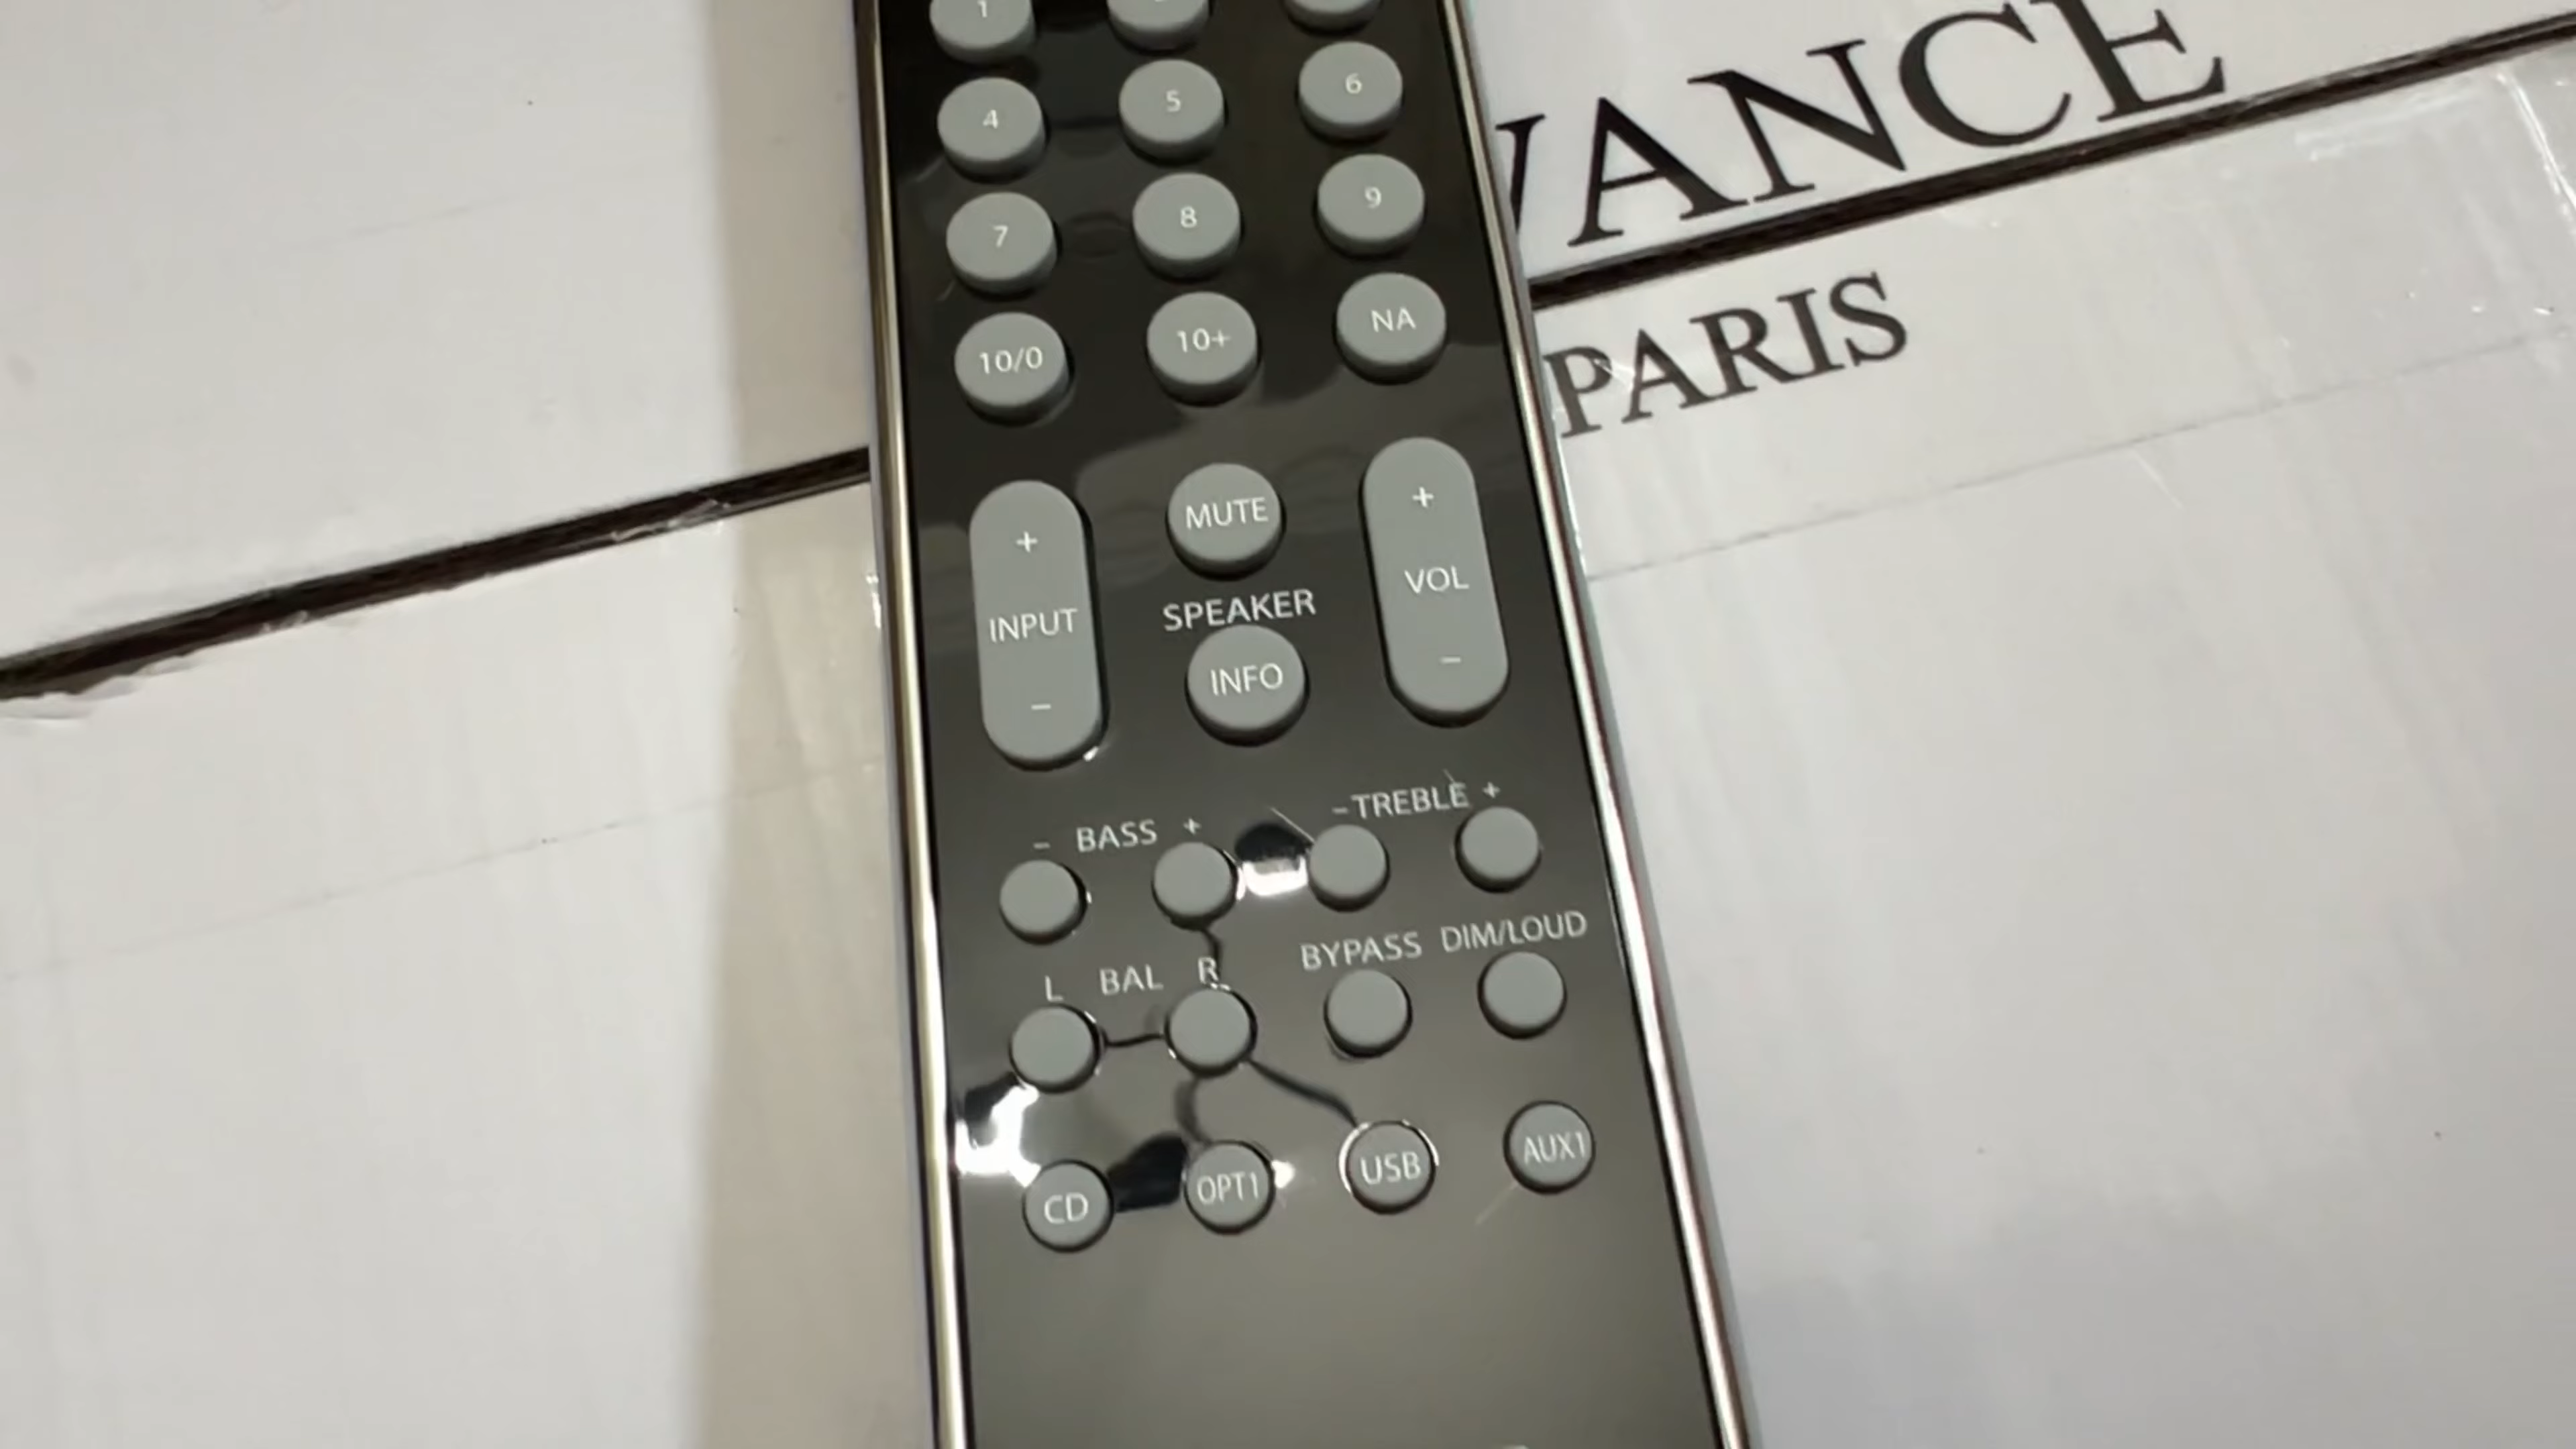 VANCE
PARIS
1
4 5 6
7 8 9
10/0 10+ NA
+ MUTE +
INPUT SPEAKER VOL
- INFO -
- BASS + - TREBLE +
L BAL R BYPASS DIM/LOUD
CD OPT1 USB AUX1